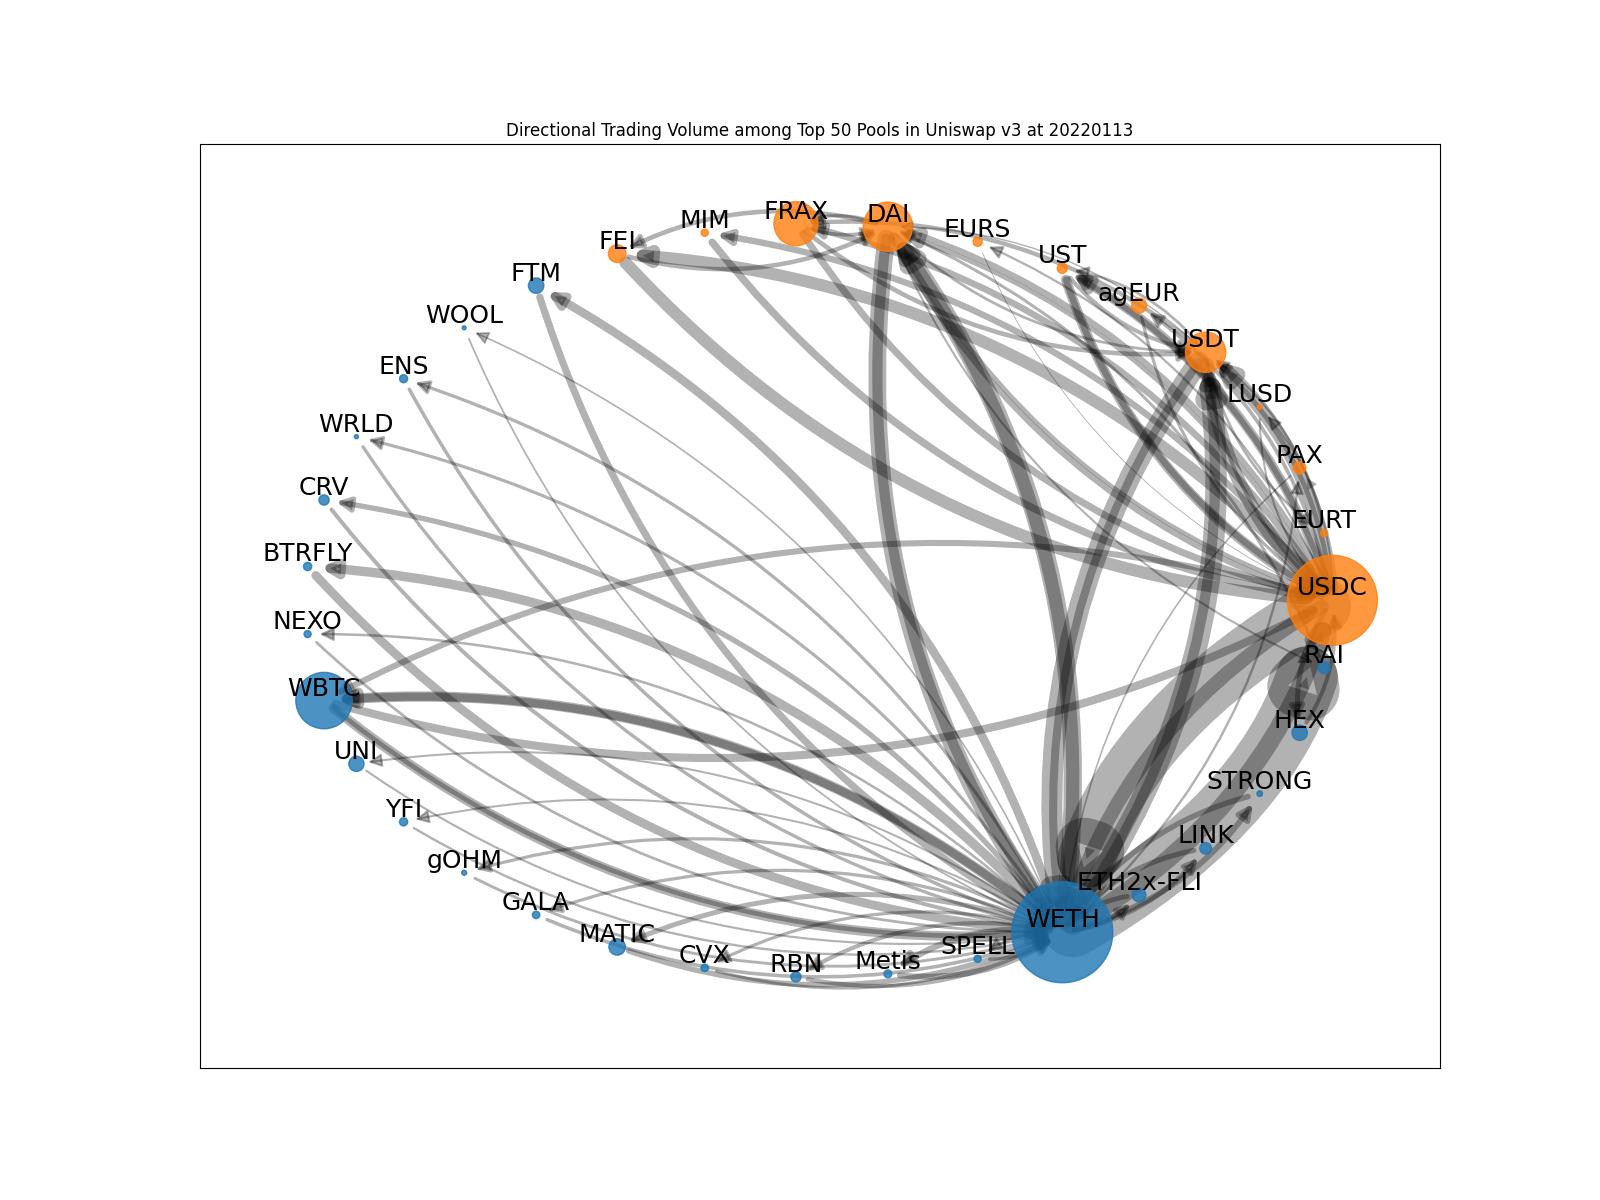 Directional Trading Volume among Top 50 Pools in Uniswap v3 at 20220113
FRAX
DAI
MIM
EURS
FEI
UST
FTM
agEUR
WOOL
USDT
ENS
LUSD
WRLD
PAX
CRV
EURT
BTRFLY
USDC
NEXO
RAI
WBTC
HEX
UNI
STRONG
YFI
LINK
gOHM
ETH2x-FLI
GALA
WETH
MATIC
SPELL
CVX
Metis
RBN